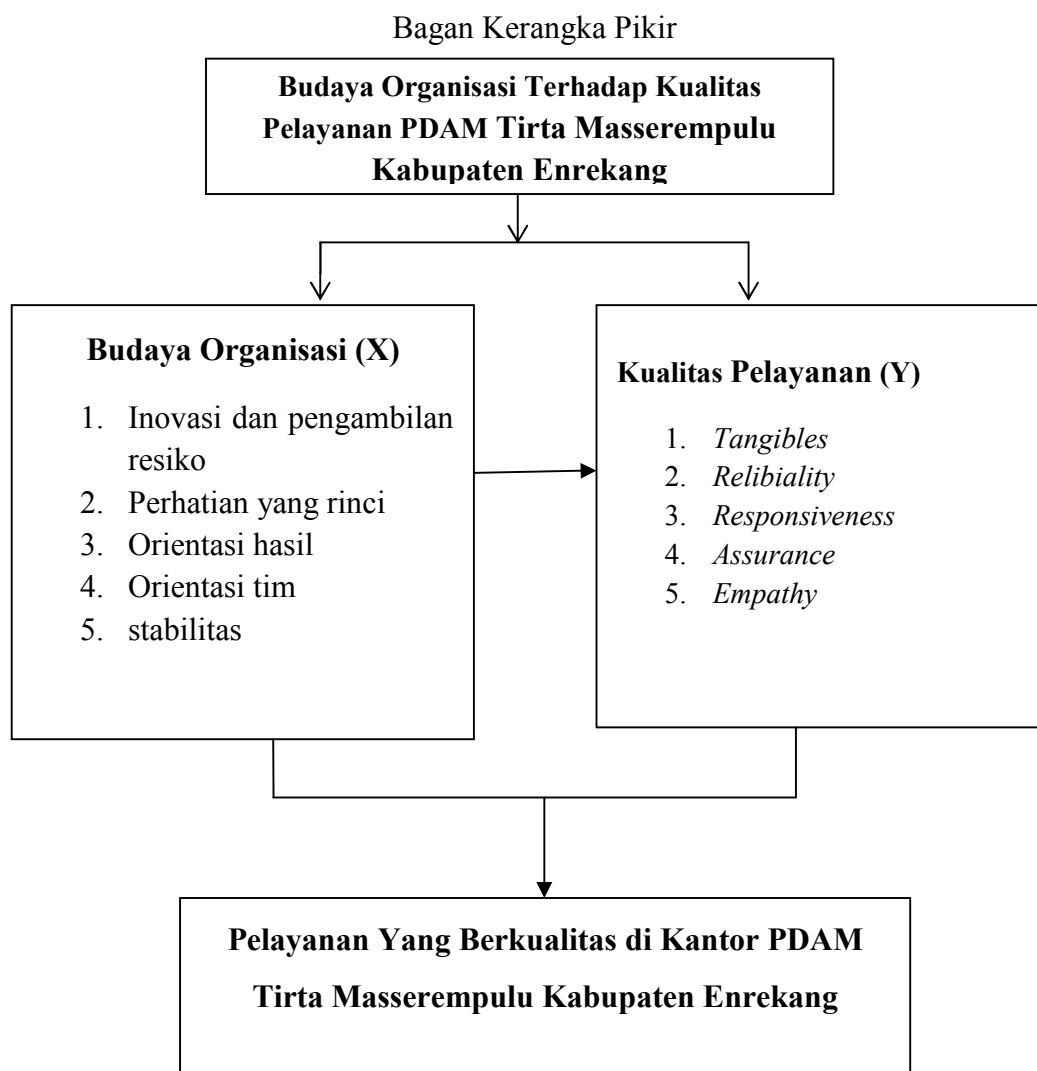 Bagan Kerangka Pikir
Budaya Organisasi Terhadap Kualitas
Pelayanan PDAM Tirta Masserempulu
Kabupaten Enrekang
Budaya Organisasi (X)
1. Inovasi dan pengambilan
resiko
2. Perhatian yang rinci
3. Orientasi hasil
4. Orientasi tim
5. stabilitas
Kualitas Pelayanan (Y)
1. Tangibles
2. Relibiality
3. Responsiveness
4. Assurance
5. Empathy
Pelayanan Yang Berkualitas di Kantor PDAM
Tirta Masserempulu Kabupaten Enrekang